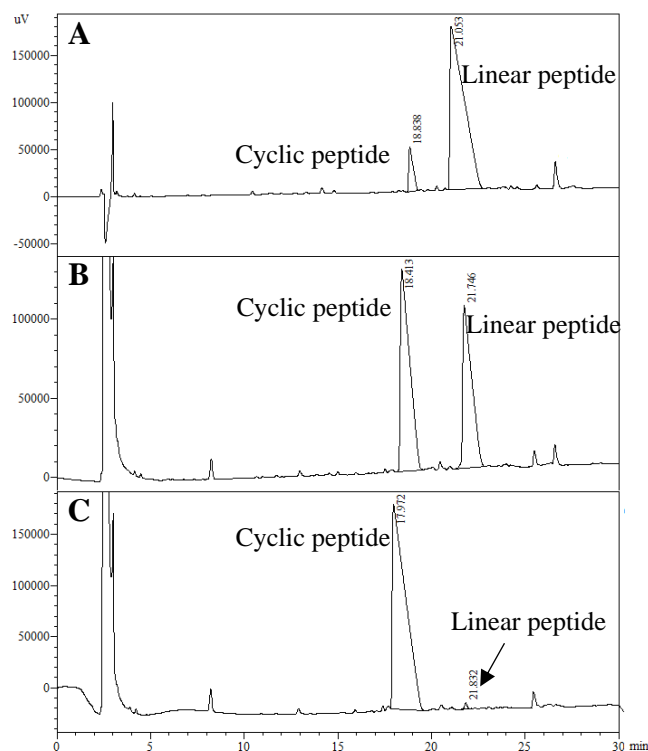 uV
A
150000
100000
50000
0
-50000
18.838
21.053
Cyclic peptide
Linear peptide
B
100000
50000
0
18.413
21.746
Cyclic peptide
Linear peptide
C
150000
100000
50000
0
17.972
21.832
Cyclic peptide
Linear peptide
0 5 10 15 20 25 30 min